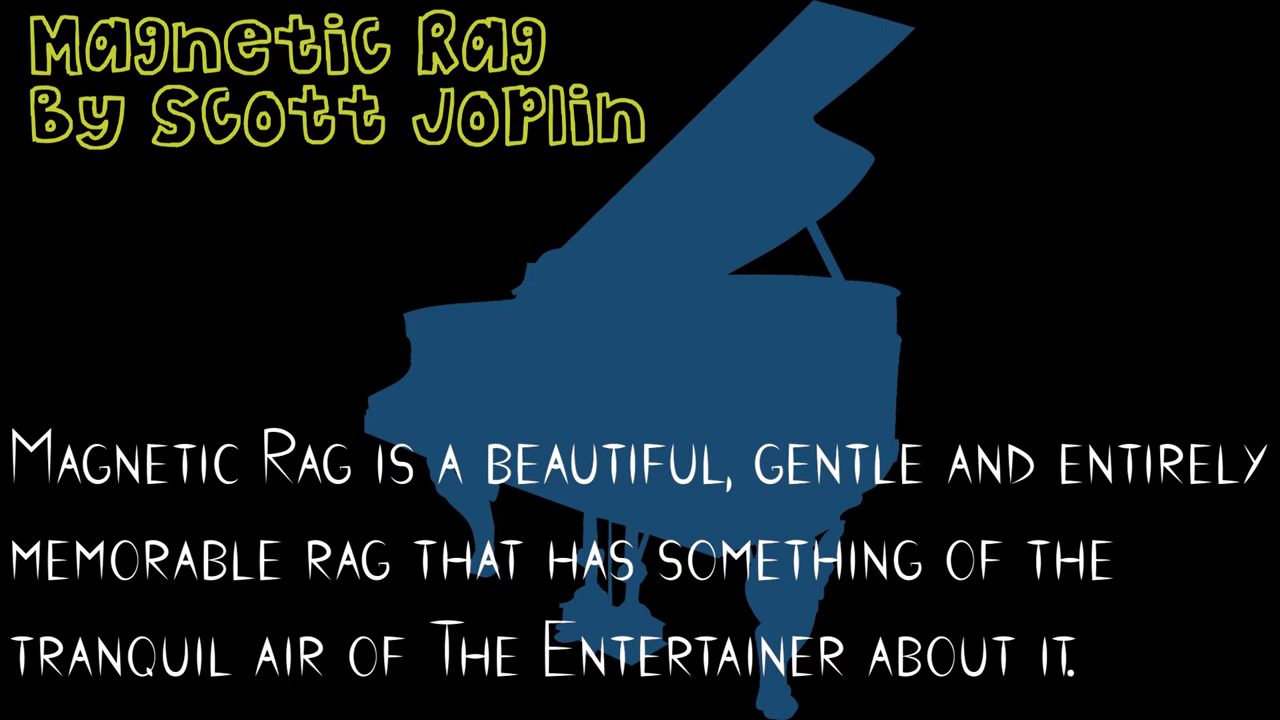 Magnetic Rag
By Scott Joplin
Magnetic Rag is a beautiful, gentle and entirely
memorable rag that has something of the
tranquil air of The Entertainer about it.